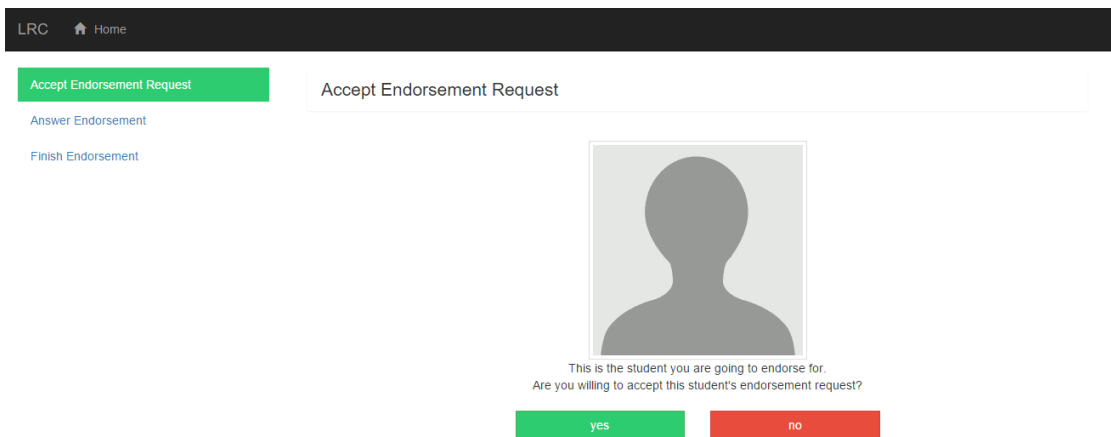 LRC Home
Accept Endorsement Request
Answer Endorsement
Finish Endorsement
Accept Endorsement Request
This is the student you are going to endorse for.
Are you willing to accept this student's endorsement request?
yes no